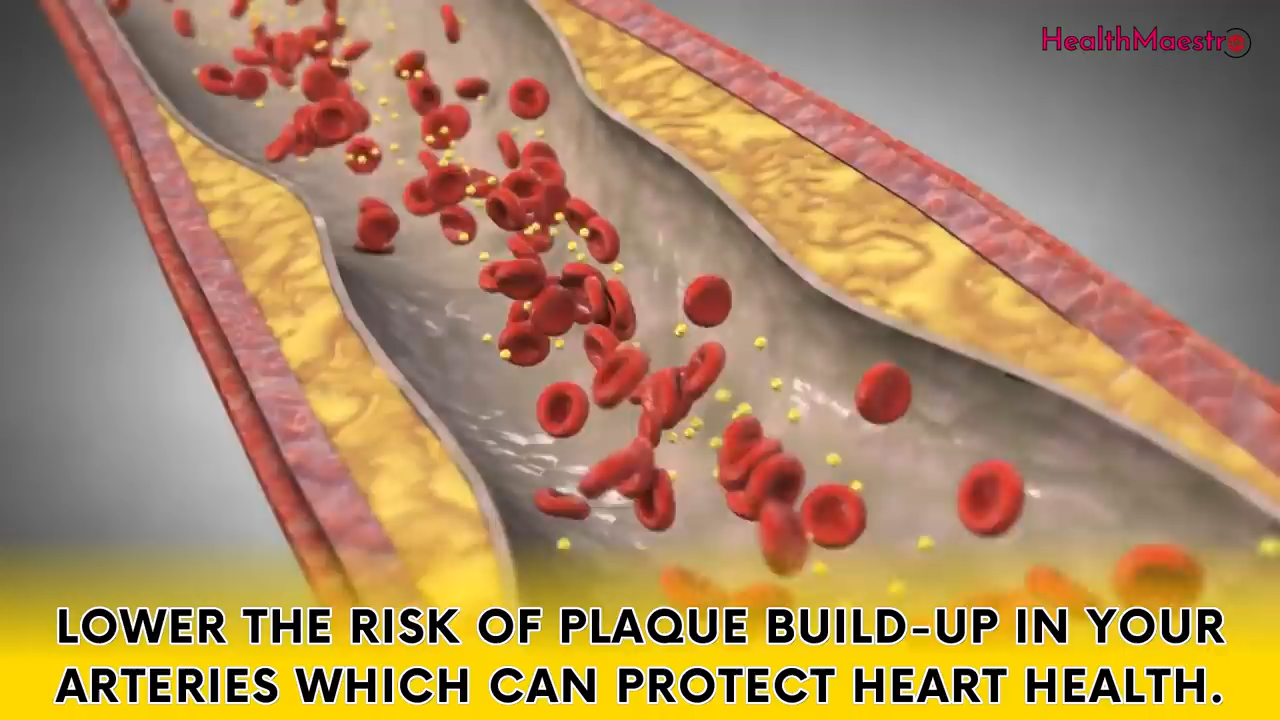 HealthMaestro
LOWER THE RISK OF PLAQUE BUILD-UP IN YOUR
ARTERIES WHICH CAN PROTECT HEART HEALTH.